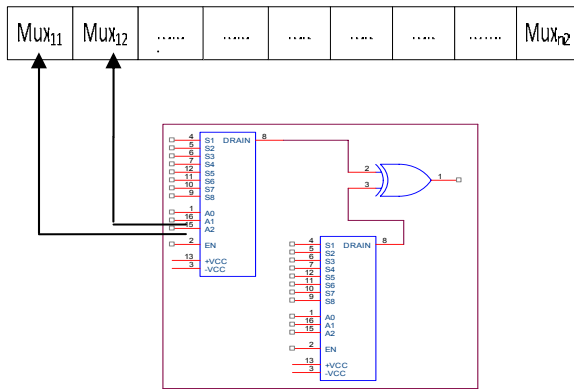 Mux11 Mux12 ...... ...... ...... ...... ...... ...... Muxn2
4 S1 DRAIN 8
5 S2
6 S3
7 S4
12 S5
11 S6
10 S7
9 S8
1 A0
16 A1
15 A2
2 EN
13 +VCC
3 -VCC
2
3
1
4 S1 DRAIN 8
5 S2
6 S3
7 S4
12 S5
11 S6
10 S7
9 S8
1 A0
16 A1
15 A2
2 EN
13 +VCC
3 -VCC